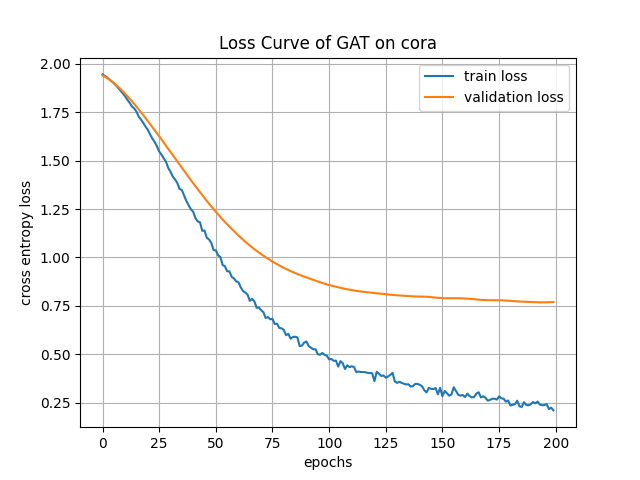 Loss Curve of GAT on cora
train loss
validation loss
2.00
1.75
1.50
1.25
1.00
0.75
0.50
0.25
cross entropy loss
0 25 50 75 100 125 150 175 200
epochs